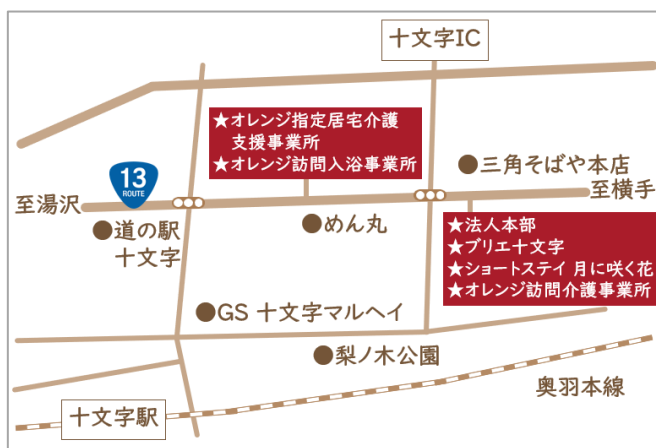 十文字IC
★オレンジ指定居宅介護
支援事業所
★オレンジ訪問入浴事業所
●三角そばや本店
13
ROUTE
至湯沢
至横手
●道の駅
十文字
●めん丸
★法人本部
★ブリエ十文字
★ショートステイ 月に咲く花
★オレンジ訪問介護事業所
●GS 十文字マルヘイ
●梨ノ木公園
奥羽本線
十文字駅